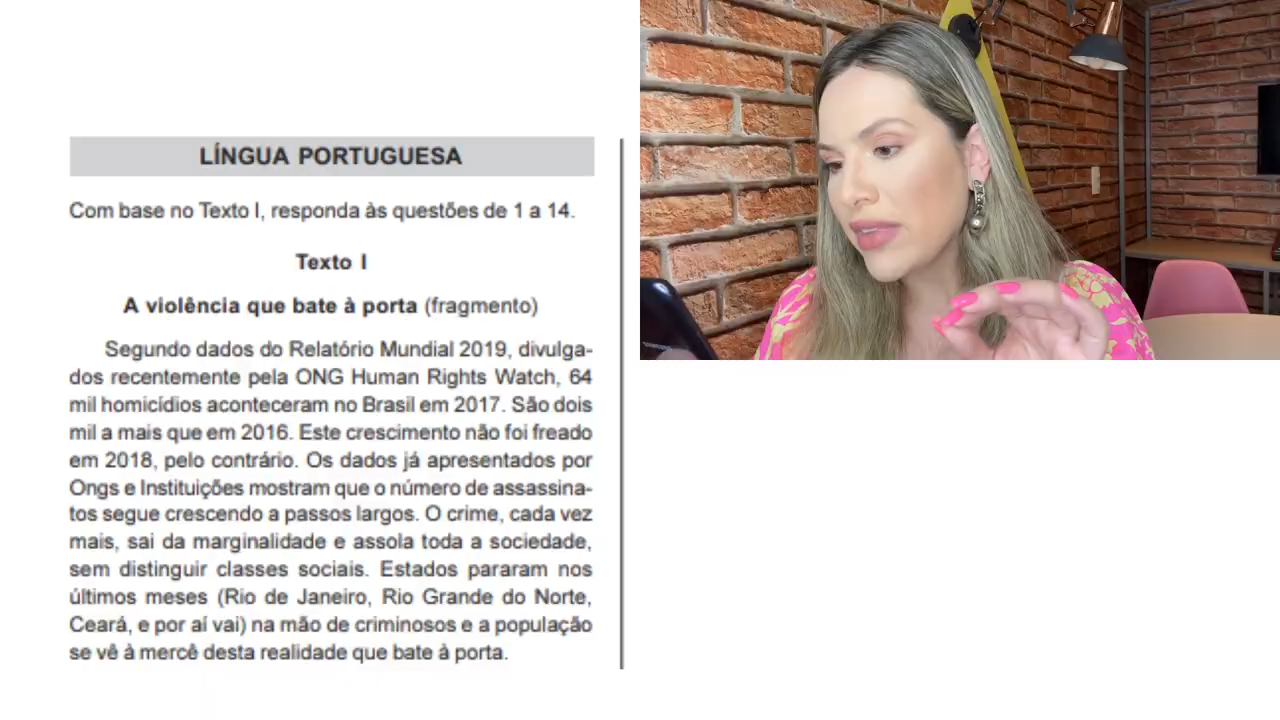 LÍNGUA PORTUGUESA
Com base no Texto I, responda às questões de 1 a 14.
Texto I
A violência que bate à porta (fragmento)
Segundo dados do Relatório Mundial 2019, divulga-
dos recentemente pela ONG Human Rights Watch, 64
mil homicídios aconteceram no Brasil em 2017. São dois
mil a mais que em 2016. Este crescimento não foi freado
em 2018, pelo contrário. Os dados já apresentados por
Ongs e Instituições mostram que o número de assassina-
tos segue crescendo a passos largos. O crime, cada vez
mais, sai da marginalidade e assola toda a sociedade,
sem distinguir classes sociais. Estados pararam nos
últimos meses (Rio de Janeiro, Rio Grande do Norte,
Ceará, e por aí vai) na mão de criminosos e a população
se vê à mercê desta realidade que bate à porta.